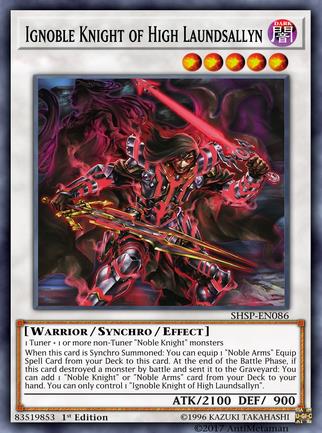 Ignoble Knight of High Laundsallyn
DARK
闇
SHSP-EN086
[Warrior/Synchro/Effect]
1 Tuner + 1 or more non-Tuner "Noble Knight" monsters
When this card is Synchro Summoned: You can equip 1 "Noble Arms" Equip
Spell Card from your Deck to this card. At the end of the Battle Phase, if
this card destroyed a monster by battle and sent it to the Graveyard: You
can add 1 "Noble Knight" or "Noble Arms" card from your Deck to your
hand. You can only control 1 "Ignoble Knight of High Laundsallyn".
ATK/2100 DEF/ 900
83519853 1st Edition ©1996 KAZUKI TAKAHASHI
©2017 AntiMetaman